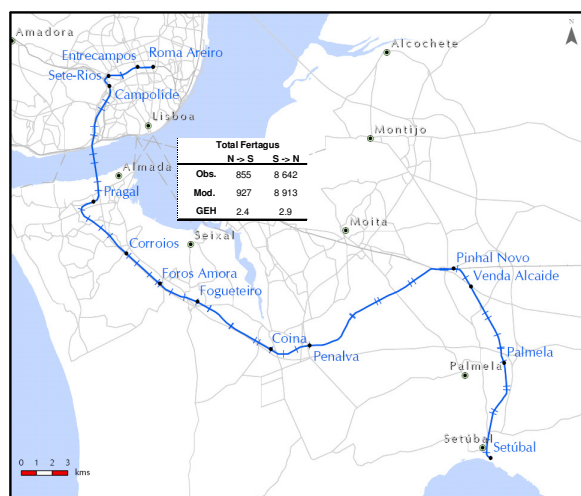 Amadora
Entrecampos
Roma Areiro
Alcochete
N
Sete-Rios
Campolide
Lisboa
Montijo
Total Fertagus
N -> S S -> N
Obs. 855 8 642
Mod. 927 8 913
GEH 2.4 2.9
Almada
Pragal
Moita
Seixal
Corroios
Pinhal Novo
Foros Amora
Venda Alcaide
Fogueteiro
Coina
Penalva
Palmela
Palmela
Setúbal
Setúbal
0 1 2 3
kms